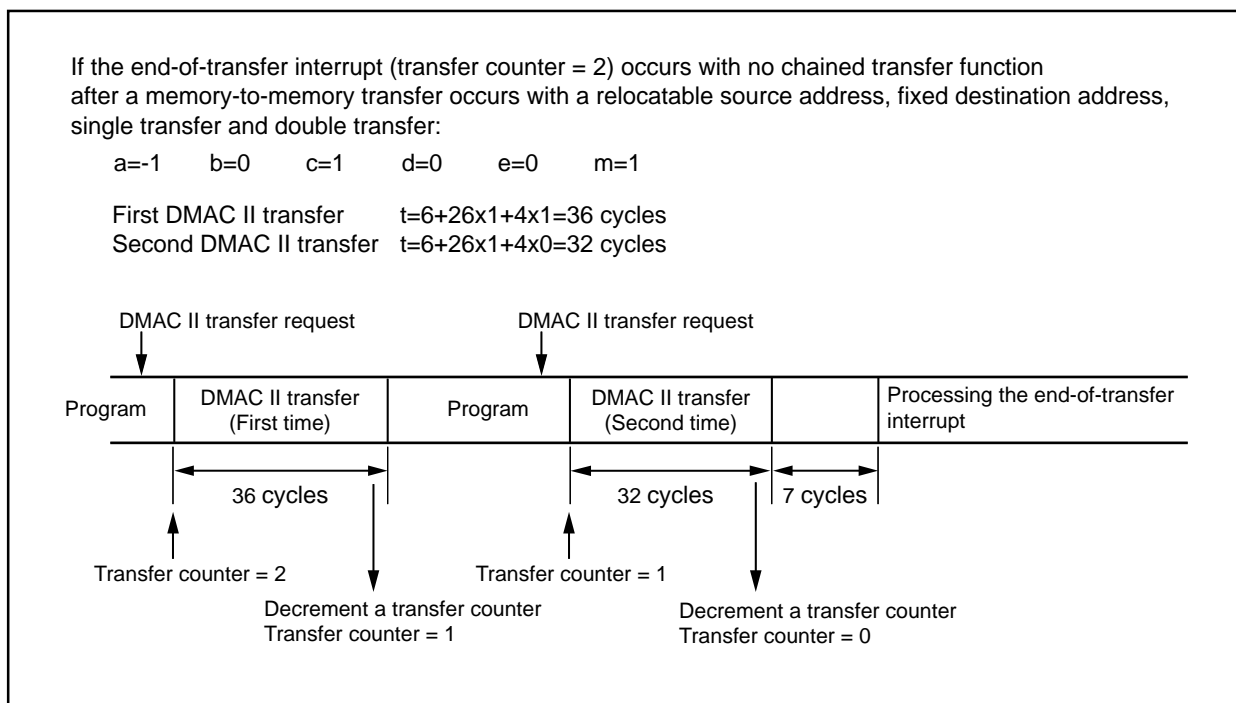 If the end-of-transfer interrupt (transfer counter = 2) occurs with no chained transfer function
after a memory-to-memory transfer occurs with a relocatable source address, fixed destination address,
single transfer and double transfer:
a=-1 b=0 c=1 d=0 e=0 m=1
First DMAC II transfer t=6+26x1+4x1=36 cycles
Second DMAC II transfer t=6+26x1+4x0=32 cycles
DMAC II transfer request
DMAC II transfer request
Program
DMAC II transfer
(First time)
Program
DMAC II transfer
(Second time)
Processing the end-of-transfer
interrupt
36 cycles
32 cycles
7 cycles
Transfer counter = 2
Transfer counter = 1
Decrement a transfer counter
Transfer counter = 1
Decrement a transfer counter
Transfer counter = 0